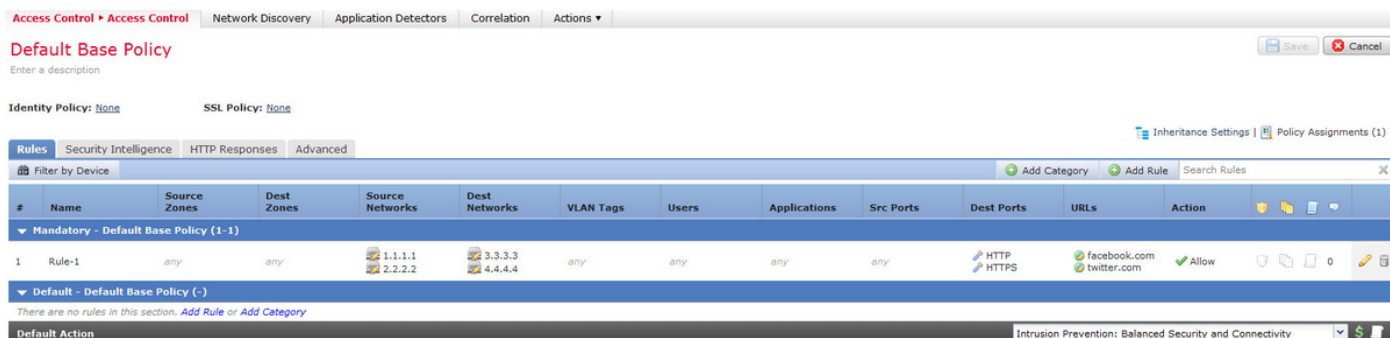 Access Control ▸ Access Control Network Discovery Application Detectors Correlation Actions ▾
Default Base Policy Save Cancel
Enter a description
Identity Policy: None SSL Policy: None
Inheritance Settings | Policy Assignments (1)
Rules Security Intelligence HTTP Responses Advanced
Filter by Device Add Category Add Rule Search Rules
# Name Source Zones Dest Zones Source Networks Dest Networks VLAN Tags Users Applications Src Ports Dest Ports URLs Action
Mandatory - Default Base Policy (1-1)
1 Rule-1 any any 1.1.1.1 2.2.2.2 3.3.3.3 4.4.4.4 any any any any HTTP HTTPS facebook.com twitter.com Allow 0
Default - Default Base Policy (-)
There are no rules in this section. Add Rule or Add Category
Default Action Intrusion Prevention: Balanced Security and Connectivity $